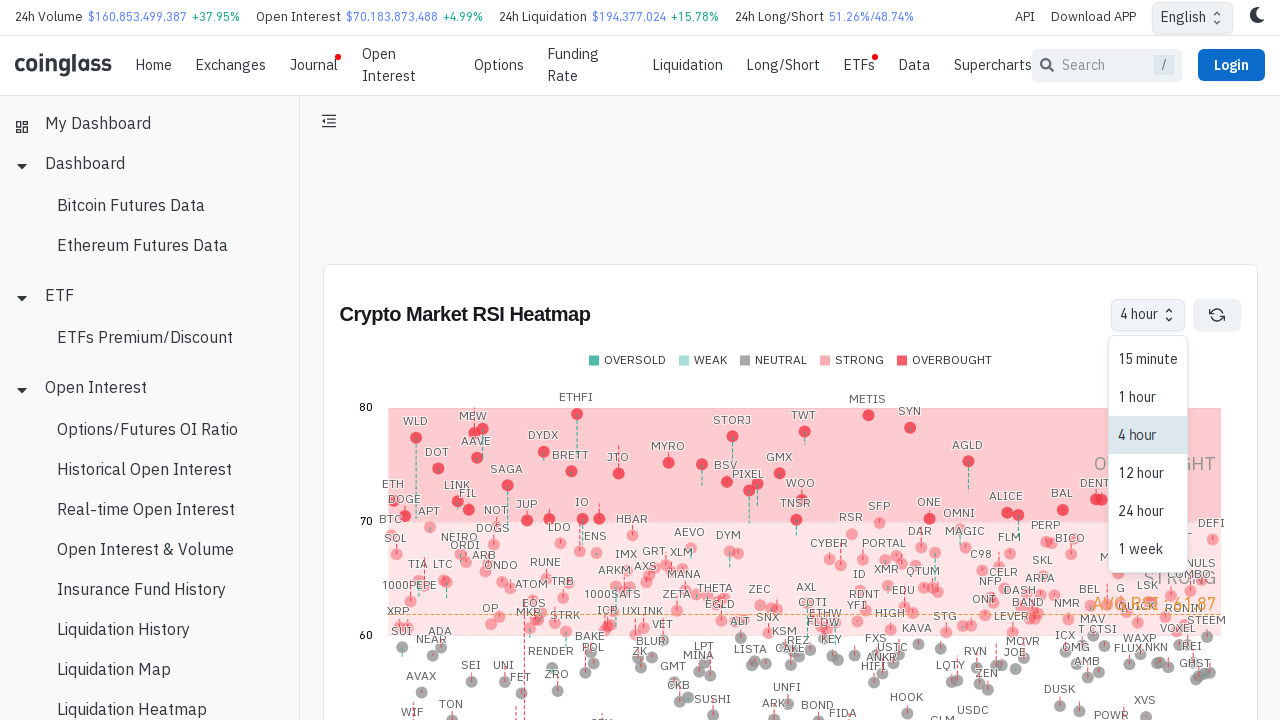 24h Volume $160,853,499,387 +37.95% Open Interest $70,183,873,488 +4.99% 24h Liquidation $194,377,024 +15.78% 24h Long/Short 51.26%/48.74% API Download APP English
coinglass Home Exchanges Journal Open Interest Options Funding Rate Liquidation Long/Short ETFs Data Supercharts Search / Login
My Dashboard
Dashboard
Bitcoin Futures Data
Ethereum Futures Data
ETF
ETFs Premium/Discount
Open Interest
Options/Futures OI Ratio
Historical Open Interest
Real-time Open Interest
Open Interest & Volume
Insurance Fund History
Liquidation History
Liquidation Map
Liquidation Heatmap
Crypto Market RSI Heatmap
4 hour
15 minute
1 hour
4 hour
12 hour
24 hour
1 week
OVERSOLD WEAK NEUTRAL STRONG OVERBOUGHT
80
ETHFI METIS
WLD MEW STORJ TWT SYN
DYDX
AAVE
DOT BRETT JTO MYRO AGLD
SAGA BSV PIXEL GMX
ETH LINK FIL WOO DENT
DOGE NOT JUP IO TNSR ONE ALICE BAL
APT SFP OMNI
70
BTC HBAR RSR DEFI
SOL NEIRO DOGS LDO ENS AEVO DYM DAR MAGIC PERP
ORDI CYBER PORTAL FLM BICO
ARB IMX GRT XLM C98
TIA LTC ONDO RUNE ARKM AXS MANA ID XMR QTUM CELR SKL NULS
1000PEPE ATOM TRB 1000SATS ZETA THETA ZEC AXL RDNT EDU NFP DASH ARPA BEL G LSK COMBO
STRONG
XRP OP EOS MKR STRK ICP UXLINK EGLD SNX COTI YFI HIGH ONT BAND LEVER NMR QUICK RONIN
AVG RSI : 61.87
60
SUI ADA NEAR BAKE VET ALT KSM ETHW FLOW KEY STG KAVA ICX MAV CTSI VOXEL STEEM
RENDER POL ZK BLUR LPT MINA LISTA CAKE REZ FXS USTC RVN MOVR OMG FLUX WAXP NKN REI
AVAX SEI UNI FET ZRO GMT ANKR HIFI LQTY ZEN JOE AMB GHST
CKB
WIF TON SUSHI UNFI ARK BOND FIDA HOOK USDC DUSK POWR XVS
GLM